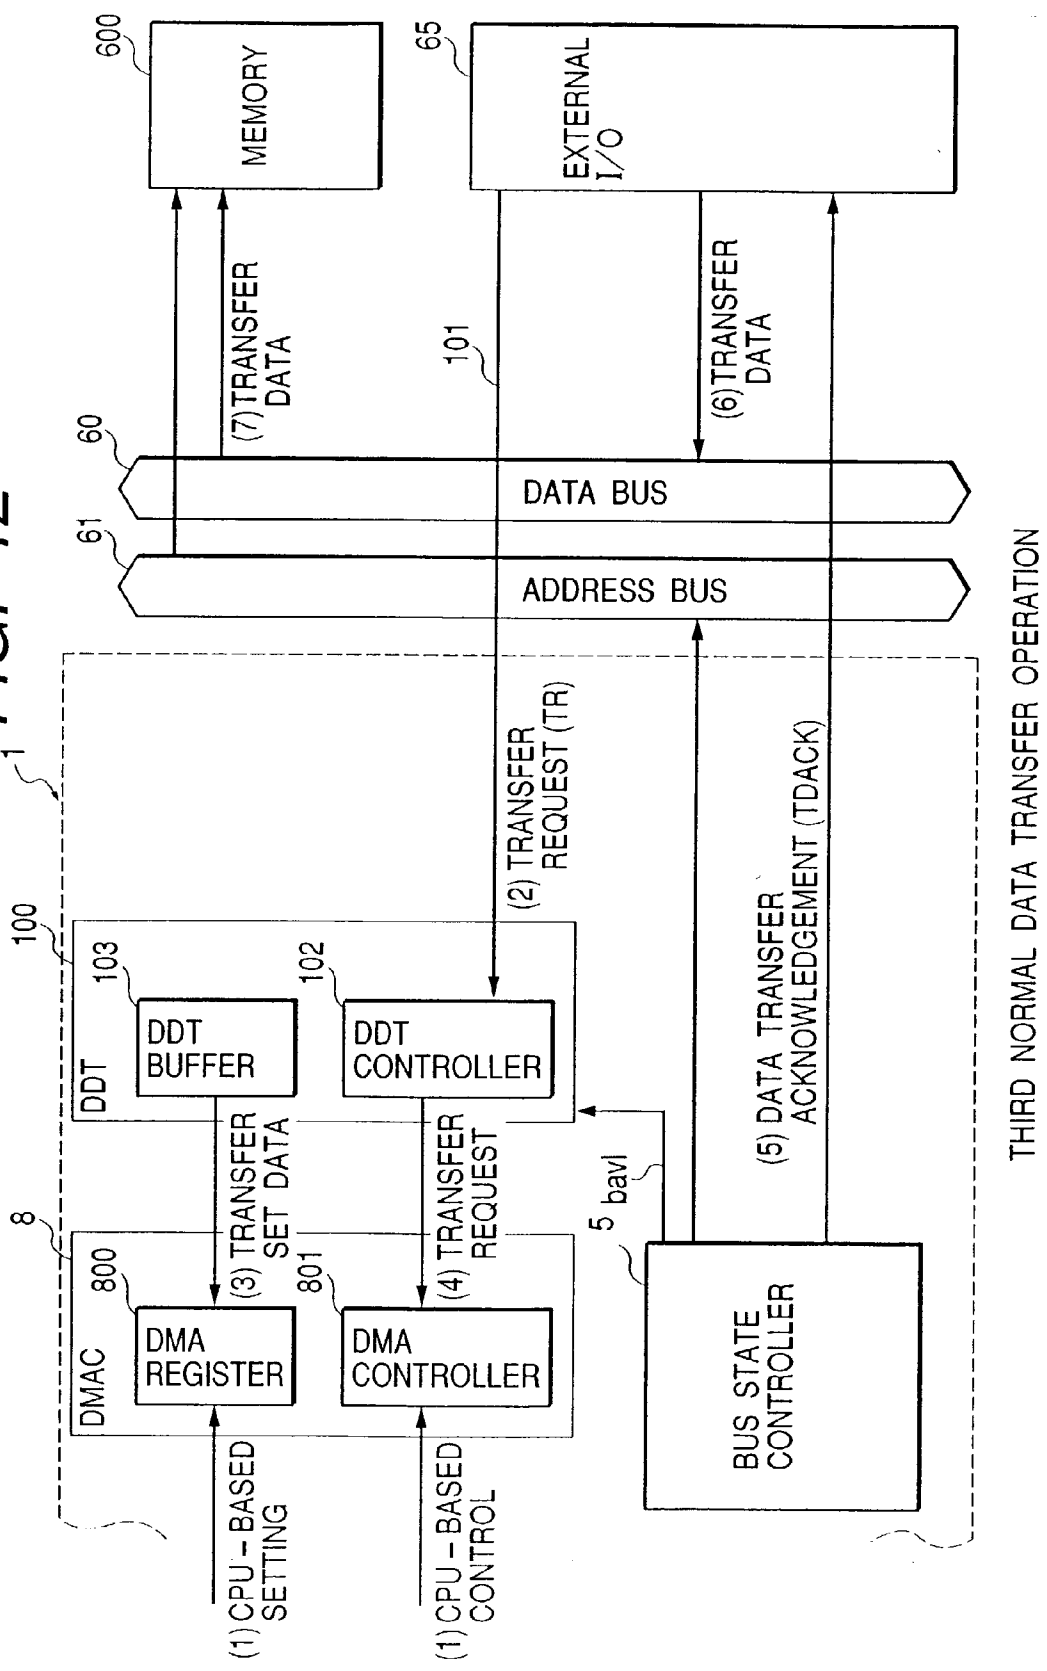 1
600
MEMORY
65
EXTERNAL
I/O
(7) TRANSFER
DATA
101
(6) TRANSFER
DATA
60
DATA BUS
61
ADDRESS BUS
(2) TRANSFER
REQUEST (TR)
100
DDT
103
DDT
BUFFER
102
DDT
CONTROLLER
(3) TRANSFER
SET DATA
(4) TRANSFER
REQUEST
(5) DATA TRANSFER
ACKNOWLEDGEMENT (TDACK)
bavl
5
BUS STATE
CONTROLLER
8
DMAC
800
DMA
REGISTER
801
DMA
CONTROLLER
(1) CPU-BASED
SETTING
(1) CPU-BASED
CONTROL
THIRD NORMAL DATA TRANSFER OPERATION